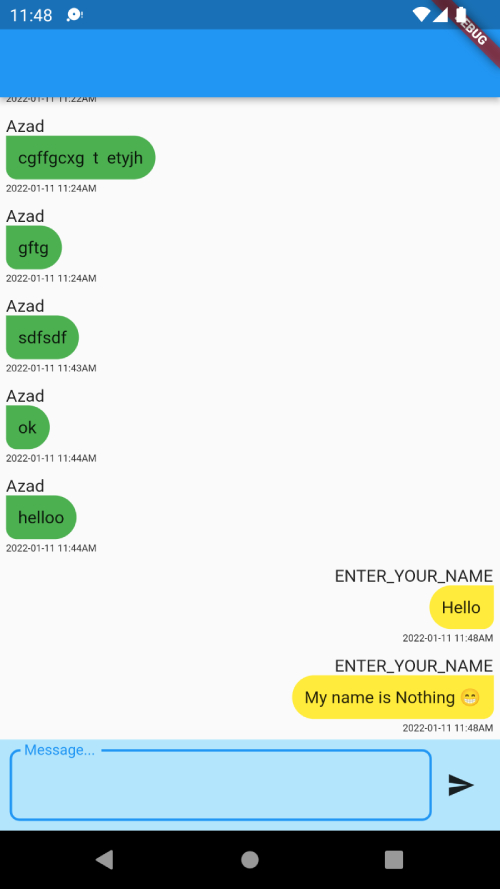 11:48
DEBUG
2022-01-11 11:22AM
Azad
cgffgcxg t etyjh
2022-01-11 11:24AM
Azad
gftg
2022-01-11 11:24AM
Azad
sdfsdf
2022-01-11 11:43AM
Azad
ok
2022-01-11 11:44AM
Azad
helloo
2022-01-11 11:44AM
ENTER_YOUR_NAME
Hello
2022-01-11 11:48AM
ENTER_YOUR_NAME
My name is Nothing 😁
2022-01-11 11:48AM
Message...